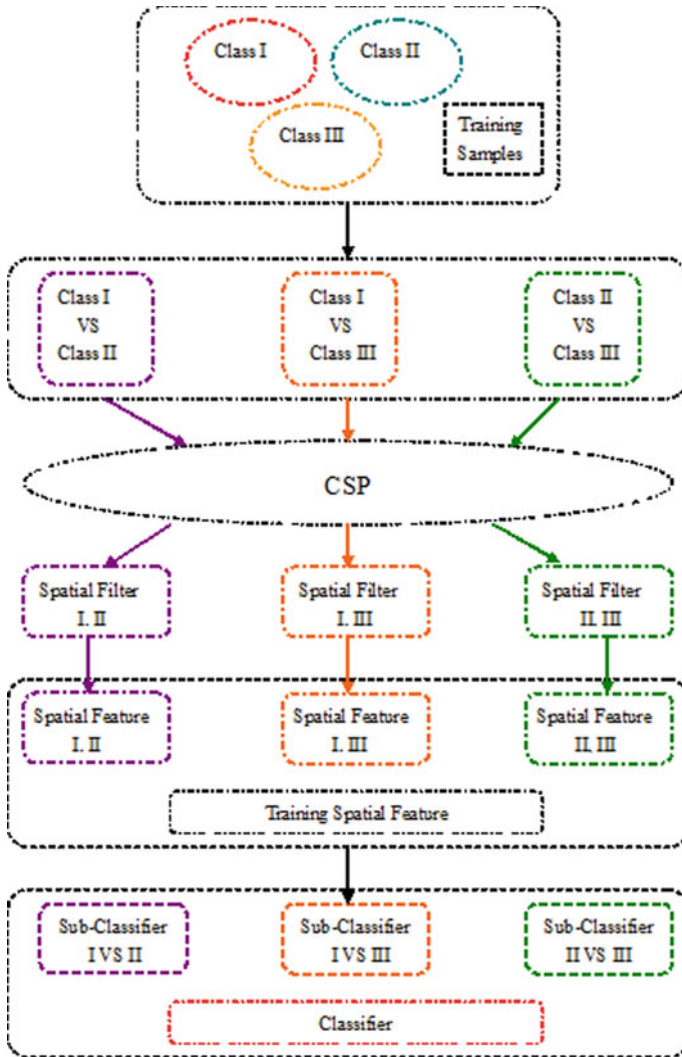 Class I
Class II
Class III
Training
Samples
Class I
VS
Class II
Class I
VS
Class III
Class II
VS
Class III
CSP
Spatial Filter
I. II
Spatial Filter
I. III
Spatial Filter
II. III
Spatial Feature
I. II
Spatial Feature
I. III
Spatial Feature
II. III
Training Spatial Feature
Sub-Classifier
I VS II
Sub-Classifier
I VS III
Sub-Classifier
II VS III
Classifier